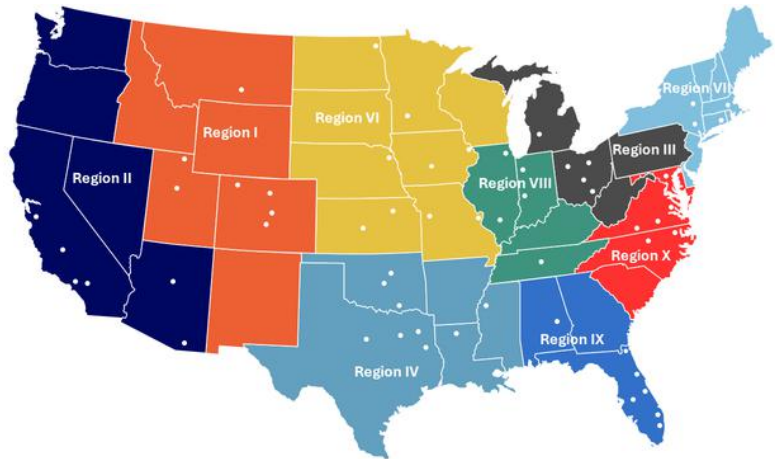 Region VII
Region I
Region VI
Region III
Region II
Region VIII
Region X
Region IX
Region IV